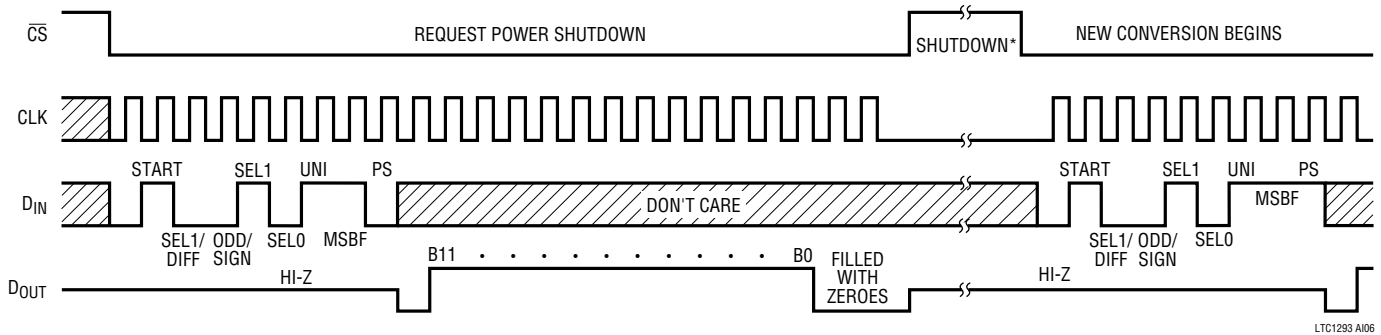 CS
REQUEST POWER SHUTDOWN
SHUTDOWN*
NEW CONVERSION BEGINS
CLK
START
SEL1
UNI
PS
START
SEL1
UNI
PS
DIN
DON'T CARE
MSBF
SEL1/
DIFF
ODD/
SIGN
SEL0
MSBF
SEL1/
DIFF
ODD/
SIGN
SEL0
B11
B0
FILLED
WITH
ZEROES
HI-Z
HI-Z
DOUT
LTC1293 AI06